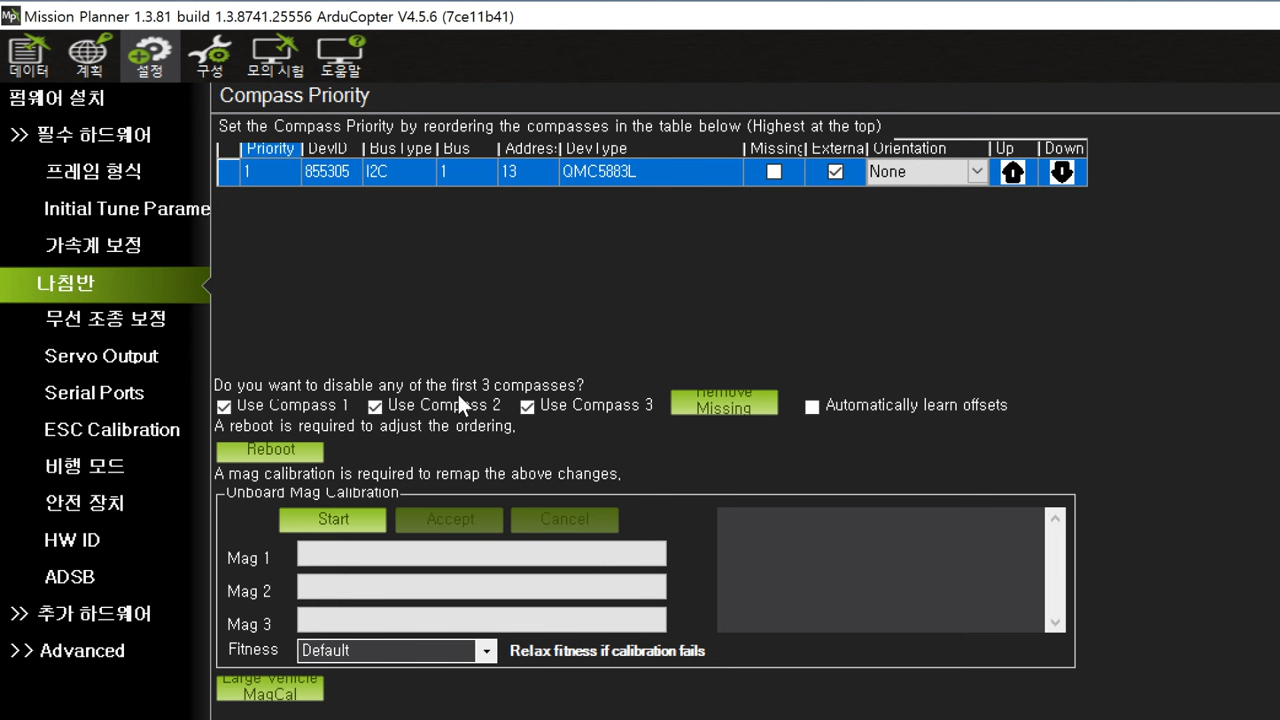 Mission Planner 1.3.81 build 1.3.8741.25556 ArduCopter V4.5.6 (7ce11b41)
데이터 계획 설정 구성 모의 시험 도움말
펌웨어 설치
>> 필수 하드웨어
프레임 형식
Initial Tune Parame
가속계 보정
나침반
무선 조종 보정
Servo Output
Serial Ports
ESC Calibration
비행 모드
안전 장치
HW ID
ADSB
>> 추가 하드웨어
>> Advanced
Compass Priority
Set the Compass Priority by reordering the compasses in the table below (Highest at the top)
Priority DevID BusType Bus Addres: DevType Missing Externa Orientation Up Down
1 855305 I2C 1 13 QMC5883L None
Do you want to disable any of the first 3 compasses?
Use Compass 1 Use Compass 2 Use Compass 3 Remove Missing Automatically learn offsets
A reboot is required to adjust the ordering.
Reboot
A mag calibration is required to remap the above changes.
Onboard Mag Calibration
Start Accept Cancel
Mag 1
Mag 2
Mag 3
Fitness Default Relax fitness if calibration fails
Large Vehicle
MagCal